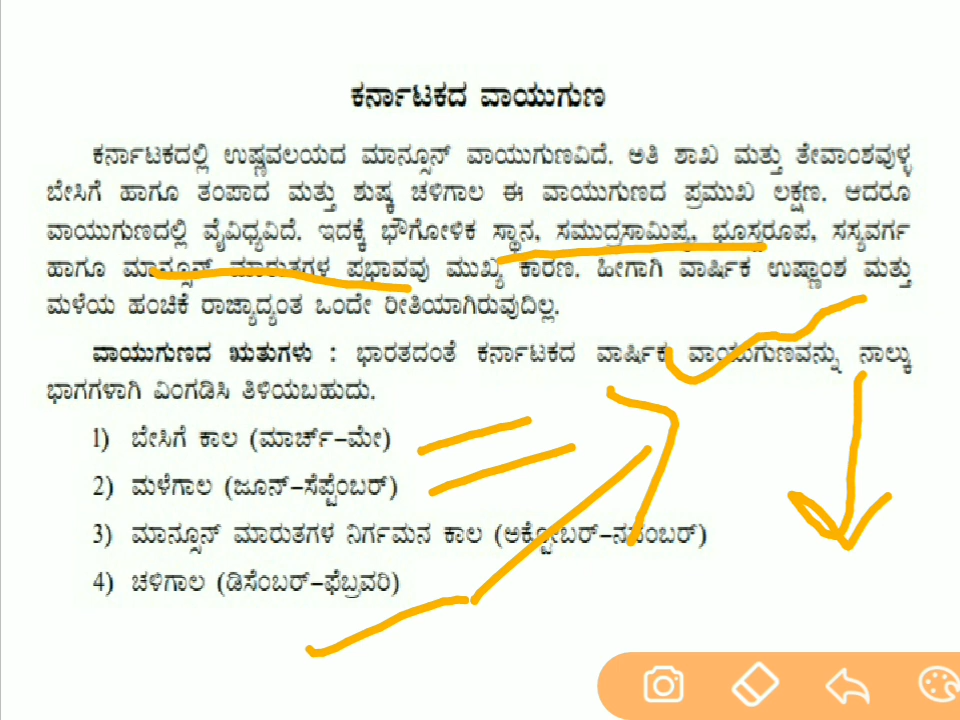 ಕರ್ನಾಟಕದ ವಾಯುಗುಣ
ಕರ್ನಾಟಕದಲ್ಲಿ ಉಷ್ಣವಲಯದ ಮಾನ್ಸೂನ್ ವಾಯುಗುಣವಿದೆ. ಅತಿ ಶಾಖ ಮತ್ತು ತೇವಾಂಶವುಳ್ಳ
ಬೇಸಿಗೆ ಹಾಗೂ ತಂಪಾದ ಮತ್ತು ಶುಷ್ಕ ಚಳಿಗಾಲ ಈ ವಾಯುಗುಣದ ಪ್ರಮುಖ ಲಕ್ಷಣ. ಆದರೂ
ವಾಯುಗುಣದಲ್ಲಿ ವೈವಿಧ್ಯವಿದೆ. ಇದಕ್ಕೆ ಭೌಗೋಳಿಕ ಸ್ಥಾನ, ಸಮುದ್ರಸಾಮಿಪ್ಯ, ಭೂಸ್ವರೂಪ, ಸಸ್ಯವರ್ಗ
ಹಾಗೂ ಮಾನ್ಸೂನ್ ಮಾರುತಗಳ ಪ್ರಭಾವವು ಮುಖ್ಯ ಕಾರಣ. ಹೀಗಾಗಿ ವಾರ್ಷಿಕ ಉಷ್ಣಾಂಶ ಮತ್ತು
ಮಳೆಯ ಹಂಚಿಕೆ ರಾಜ್ಯಾದ್ಯಂತ ಒಂದೇ ರೀತಿಯಾಗಿರುವುದಿಲ್ಲ.
ವಾಯುಗುಣದ ಋತುಗಳು : ಭಾರತದಂತೆ ಕರ್ನಾಟಕದ ವಾರ್ಷಿಕ ವಾಯುಗುಣವನ್ನು ನಾಲ್ಕು
ಭಾಗಗಳಾಗಿ ವಿಂಗಡಿಸಿ ತಿಳಿಯಬಹುದು.
1) ಬೇಸಿಗೆ ಕಾಲ (ಮಾರ್ಚ್–ಮೇ)
2) ಮಳೆಗಾಲ (ಜೂನ್–ಸೆಪ್ಟೆಂಬರ್)
3) ಮಾನ್ಸೂನ್ ಮಾರುತಗಳ ನಿರ್ಗಮನ ಕಾಲ (ಅಕ್ಟೋಬರ್–ನವಂಬರ್)
4) ಚಳಿಗಾಲ (ಡಿಸೆಂಬರ್–ಫೆಬ್ರವರಿ)